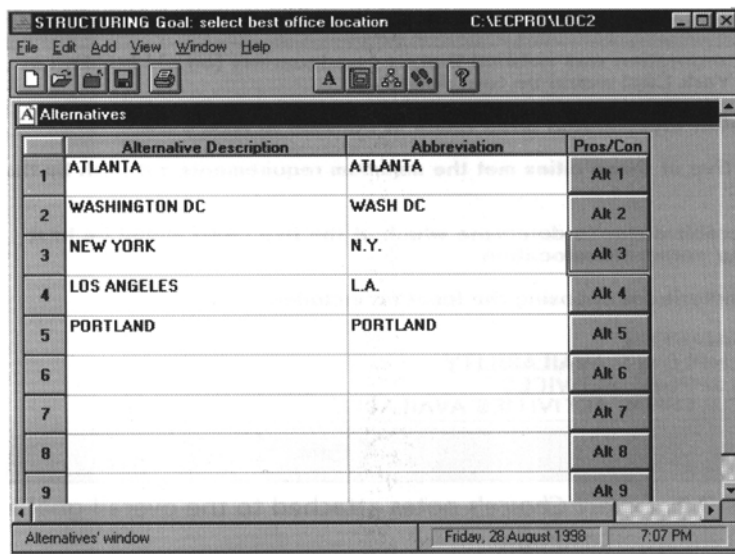 STRUCTURING Goal: select best office location C:\ECPRO\LOC2
File Edit Add View Window Help
A ?
A Alternatives
Alternative Description Abbreviation Pros/Con
1 ATLANTA ATLANTA Alt 1
2 WASHINGTON DC WASH DC Alt 2
3 NEW YORK N.Y. Alt 3
4 LOS ANGELES L.A. Alt 4
5 PORTLAND PORTLAND Alt 5
6 Alt 6
7 Alt 7
8 Alt 8
9 Alt 9
Alternatives' window Friday, 28 August 1998 7:07 PM